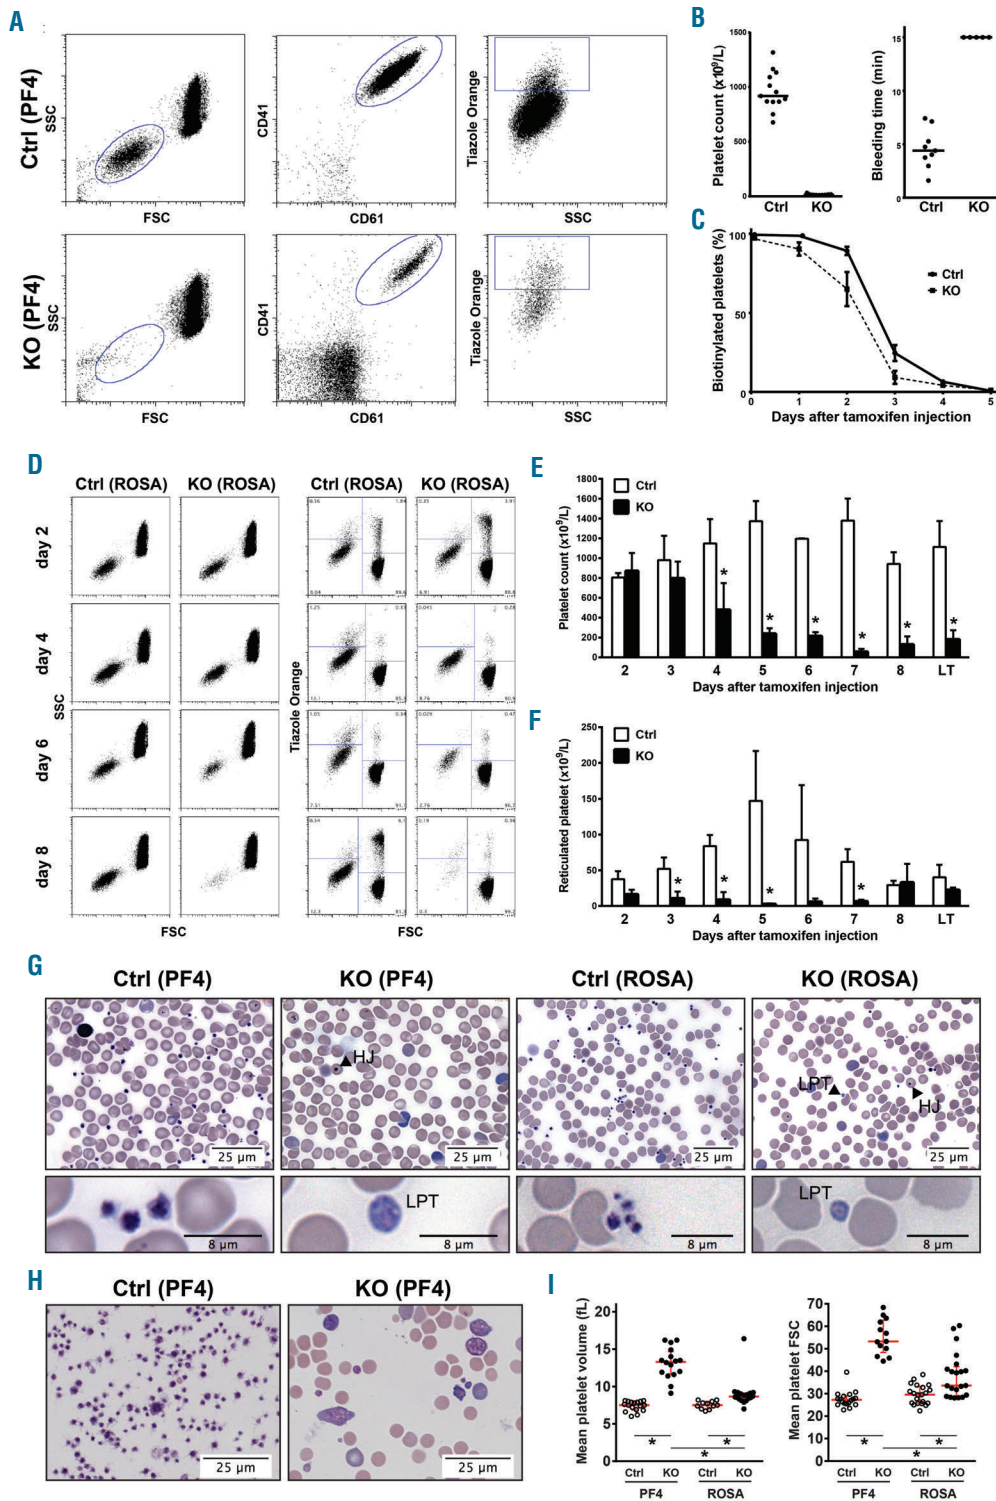 A
Ctrl (PF4)
SSC
FSC
CD41
CD61
Tiazole Orange
SSC
KO (PF4)
SSC
FSC
CD41
CD61
Tiazole Orange
SSC
B
Platelet count (x10⁹/L)
1500
1000
500
0
Ctrl KO
Bleeding time (min)
15
10
5
0
Ctrl KO
C
Biotinylated platelets (%)
100
50
0
Ctrl
KO
0 1 2 3 4 5
Days after tamoxifen injection
D
Ctrl (ROSA) KO (ROSA) Ctrl (ROSA) KO (ROSA)
day 2
day 4
day 6
day 8
SSC
Tiazole Orange
FSC FSC
E
Platelet count (x10⁹/L)
1800
1600
1400
1200
1000
800
600
400
200
0
Ctrl
KO
* * * * * *
2 3 4 5 6 7 8 LT
Days after tamoxifen injection
F
Reticulated platelet (x10⁹/L)
250
200
150
100
50
0
Ctrl
KO
* * * *
2 3 4 5 6 7 8 LT
Days after tamoxifen injection
G
Ctrl (PF4) KO (PF4) Ctrl (ROSA) KO (ROSA)
HJ
LPT
HJ
25 µm 25 µm 25 µm 25 µm
LPT
LPT
8 µm 8 µm 8 µm 8 µm
H
Ctrl (PF4) KO (PF4)
25 µm 25 µm
I
Mean platelet volume (fL)
20
15
10
5
0
* *
*
Ctrl KO Ctrl KO
PF4 ROSA
Mean platelet FSC
70
60
50
40
30
20
10
0
* *
*
Ctrl KO Ctrl KO
PF4 ROSA